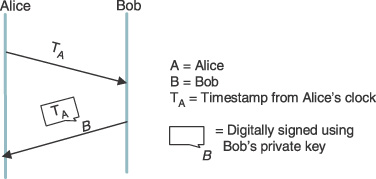 Alice Bob
T_A
T_A
B
A = Alice
B = Bob
T_A = Timestamp from Alice's clock
= Digitally signed using
B Bob's private key